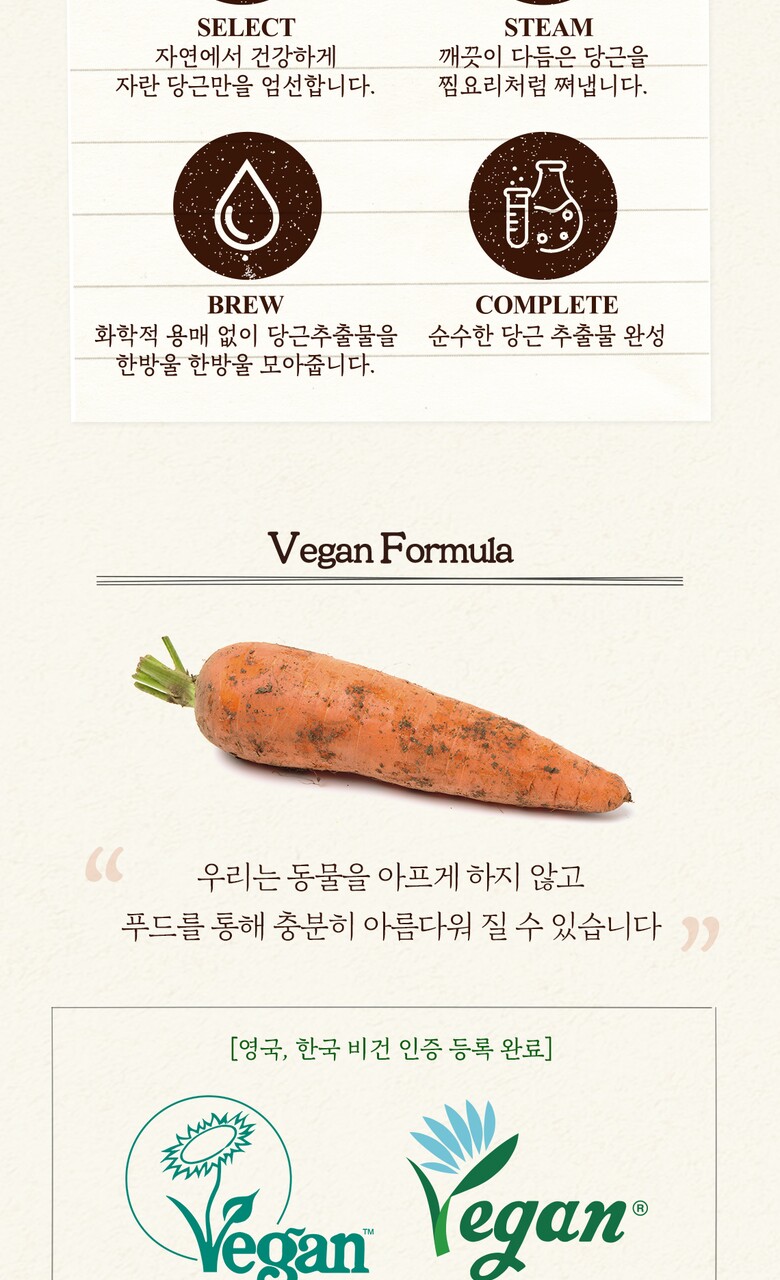 SELECT
자연에서 건강하게
자란 당근만을 엄선합니다.
STEAM
깨끗이 다듬은 당근을
찜요리처럼 쪄냅니다.
BREW
화학적 용매 없이 당근추출물을
한방울 한방울 모아줍니다.
COMPLETE
순수한 당근 추출물 완성
Vegan Formula
“ 우리는 동물을 아프게 하지 않고
푸드를 통해 충분히 아름다워 질 수 있습니다 ”
[영국, 한국 비건 인증 등록 완료]
Vegan™
Vegan®